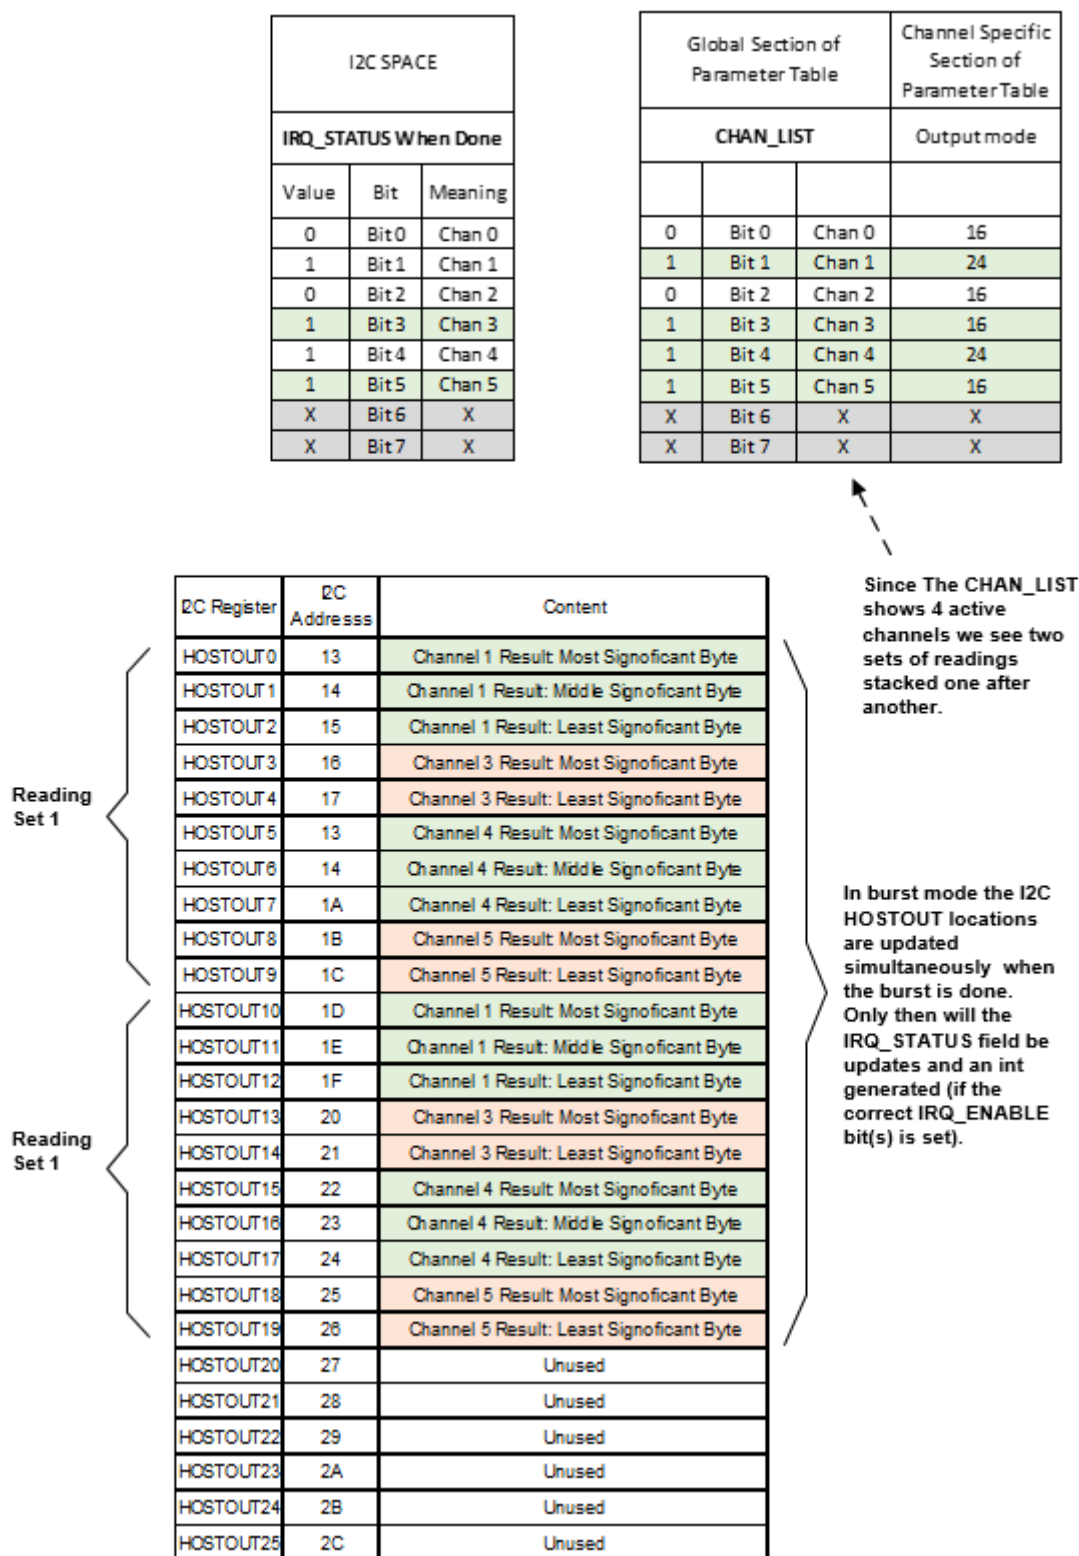 I2C SPACE
IRQ_STATUS When Done
Value Bit Meaning
0 Bit 0 Chan 0
1 Bit 1 Chan 1
0 Bit 2 Chan 2
1 Bit 3 Chan 3
1 Bit 4 Chan 4
1 Bit 5 Chan 5
X Bit 6 X
X Bit 7 X
Global Section of
Parameter Table
Channel Specific
Section of
Parameter Table
CHAN_LIST Output mode
0 Bit 0 Chan 0 16
1 Bit 1 Chan 1 24
0 Bit 2 Chan 2 16
1 Bit 3 Chan 3 16
1 Bit 4 Chan 4 24
1 Bit 5 Chan 5 16
X Bit 6 X X
X Bit 7 X X
Since The CHAN_LIST
shows 4 active
channels we see two
sets of readings
stacked one after
another.
I2C Register I2C Addresss Content
HOSTOUT0 13 Channel 1 Result: Most Signoficant Byte
HOSTOUT1 14 Channel 1 Result: Middle Signoficant Byte
HOSTOUT2 15 Channel 1 Result: Least Signoficant Byte
HOSTOUT3 16 Channel 3 Result: Most Signoficant Byte
HOSTOUT4 17 Channel 3 Result: Least Signoficant Byte
HOSTOUT5 13 Channel 4 Result: Most Signoficant Byte
HOSTOUT6 14 Channel 4 Result: Middle Signoficant Byte
HOSTOUT7 1A Channel 4 Result: Least Signoficant Byte
HOSTOUT8 1B Channel 5 Result: Most Signoficant Byte
HOSTOUT9 1C Channel 5 Result: Least Signoficant Byte
HOSTOUT10 1D Channel 1 Result: Most Signoficant Byte
HOSTOUT11 1E Channel 1 Result: Middle Signoficant Byte
HOSTOUT12 1F Channel 1 Result: Least Signoficant Byte
HOSTOUT13 20 Channel 3 Result: Most Signoficant Byte
HOSTOUT14 21 Channel 3 Result: Least Signoficant Byte
HOSTOUT15 22 Channel 4 Result: Most Signoficant Byte
HOSTOUT16 23 Channel 4 Result: Middle Signoficant Byte
HOSTOUT17 24 Channel 4 Result: Least Signoficant Byte
HOSTOUT18 25 Channel 5 Result: Most Signoficant Byte
HOSTOUT19 26 Channel 5 Result: Least Signoficant Byte
HOSTOUT20 27 Unused
HOSTOUT21 28 Unused
HOSTOUT22 29 Unused
HOSTOUT23 2A Unused
HOSTOUT24 2B Unused
HOSTOUT25 2C Unused
Reading
Set 1
Reading
Set 1
In burst mode the I2C
HOSTOUT locations
are updated
simultaneously when
the burst is done.
Only then will the
IRQ_STATUS field be
updates and an int
generated (if the
correct IRQ_ENABLE
bit(s) is set).